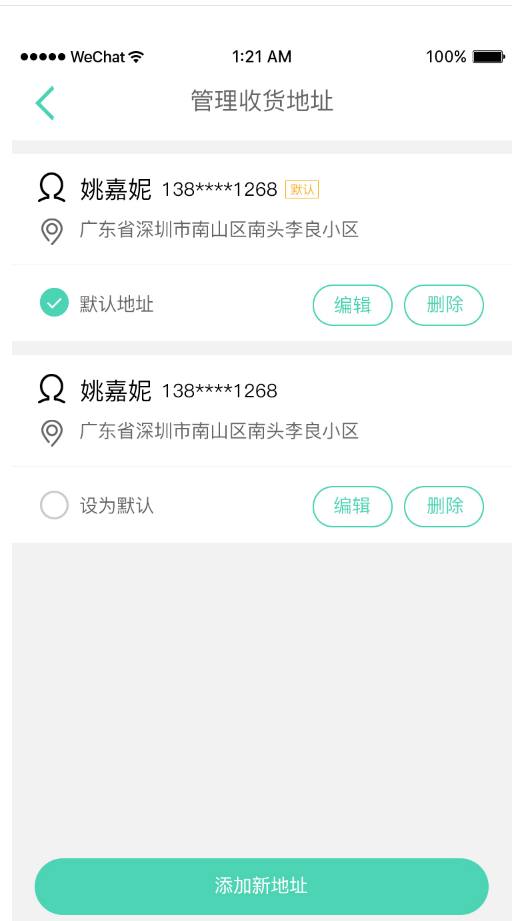 ●●●●● WeChat 1:21 AM 100%
管理收货地址
姚嘉妮 138****1268 默认
广东省深圳市南山区南头李良小区
默认地址 编辑 删除
姚嘉妮 138****1268
广东省深圳市南山区南头李良小区
设为默认 编辑 删除
添加新地址